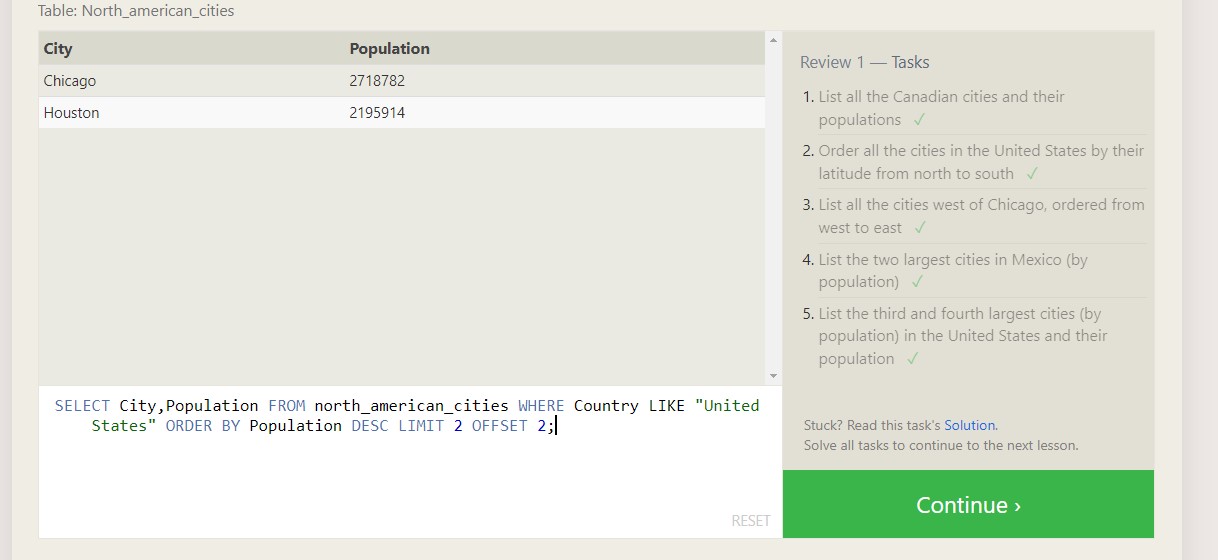 Table: North_american_cities
City Population
Chicago 2718782
Houston 2195914
SELECT City,Population FROM north_american_cities WHERE Country LIKE "United
States" ORDER BY Population DESC LIMIT 2 OFFSET 2;
RESET
Review 1 — Tasks
1. List all the Canadian cities and their
populations ✓
2. Order all the cities in the United States by their
latitude from north to south ✓
3. List all the cities west of Chicago, ordered from
west to east ✓
4. List the two largest cities in Mexico (by
population) ✓
5. List the third and fourth largest cities (by
population) in the United States and their
population ✓
Stuck? Read this task's Solution.
Solve all tasks to continue to the next lesson.
Continue ›